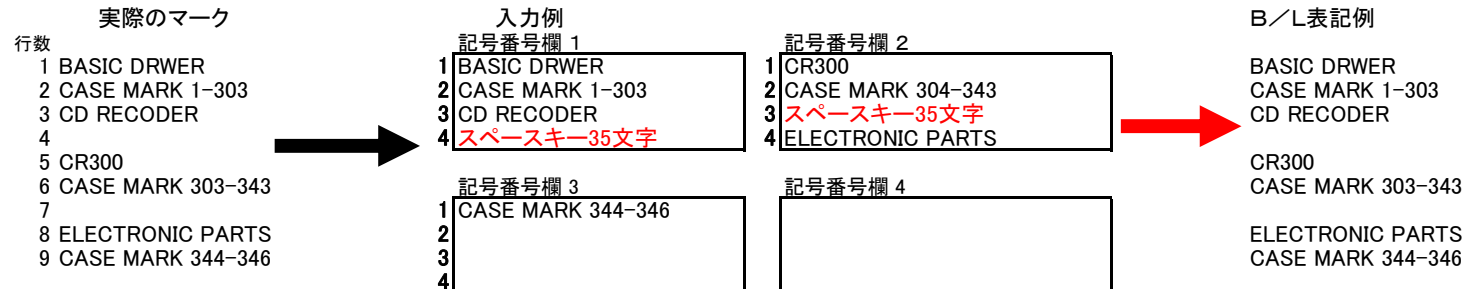 実際のマーク
行数
1 BASIC DRWER
2 CASE MARK 1-303
3 CD RECODER
4
5 CR300
6 CASE MARK 303-343
7
8 ELECTRONIC PARTS
9 CASE MARK 344-346
入力例
記号番号欄 1
1 BASIC DRWER
2 CASE MARK 1-303
3 CD RECODER
4 スペースキー35文字
記号番号欄 2
1 CR300
2 CASE MARK 304-343
3 スペースキー35文字
4 ELECTRONIC PARTS
記号番号欄 3
1 CASE MARK 344-346
2
3
4
記号番号欄 4
B/L表記例
BASIC DRWER
CASE MARK 1-303
CD RECODER
CR300
CASE MARK 303-343
ELECTRONIC PARTS
CASE MARK 344-346